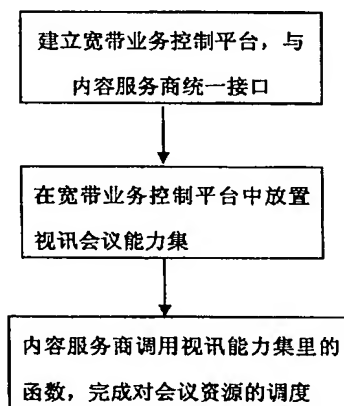 建立宽带业务控制平台，与
内容服务商统一接口
在宽带业务控制平台中放置
视讯会议能力集
内容服务商调用视讯能力集里的
函数，完成对会议资源的调度